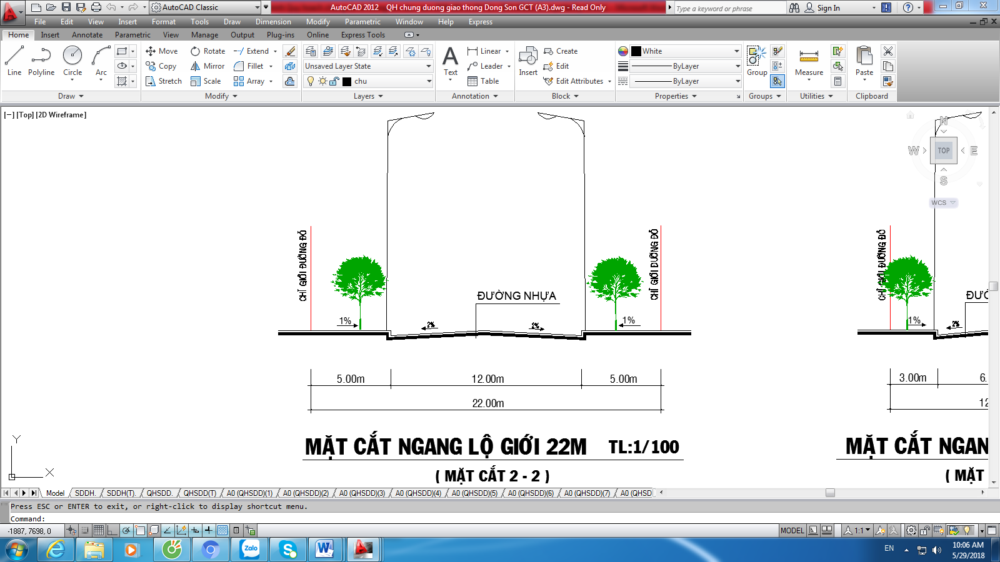 AutoCAD Classic
AutoCAD 2012 QH chung duong giao thong Dong Son GCT (A3).dwg - Read Only
Type a keyword or phrase
Sign In
File Edit View Insert Format Tools Draw Dimension Modify Parametric Window Help Express
Home Insert Annotate Parametric View Manage Output Plug-ins Online Express Tools
Line Polyline Circle Arc
Move Rotate Extend
Copy Mirror Fillet
Stretch Scale Array
Unsaved Layer State
chu
Text
Linear
Leader
Table
Insert
Create
Edit
Edit Attributes
White
ByLayer
ByLayer
Group
Measure
Paste
Draw Modify Layers Annotation Block Properties Groups Utilities Clipboard
[−] [Top] [2D Wireframe]
N
W TOP E
S
WCS
CHỈ GIỚI ĐƯỜNG ĐỎ
CHỈ GIỚI ĐƯỜNG ĐỎ
CHỈ GIỚI ĐƯỜNG ĐỎ
ĐƯỜNG NHỰA
1% 2% 2% 1%
1% 2%
5.00m 12.00m 5.00m
22.00m
3.00m 6.
12
MẶT CẮT NGANG LỘ GIỚI 22M TL:1/100
( MẶT CẮT 2 - 2 )
MẶT CẮT NGAN
( MẶT
Y
X
Model SDDH. SDDH(T). QHSDD. QHSDD(T) A0 (QHSDD)(1) A0 (QHSDD)(2) A0 (QHSDD)(3) A0 (QHSDD)(4) A0 (QHSDD)(5) A0 (QHSDD)(6) A0 (QHSDD)(7) A0 (QHSD
Press ESC or ENTER to exit, or right-click to display shortcut menu.
Command:
-1887, 7698, 0
MODEL
1:1
Zalo
EN
10:06 AM
5/29/2018